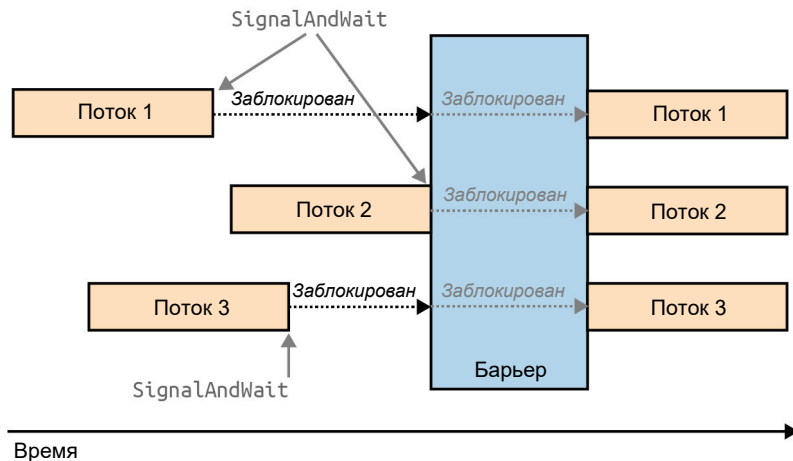 SignalAndWait
Поток 1
Заблокирован
Заблокирован
Поток 1
Поток 2
Заблокирован
Поток 2
Поток 3
Заблокирован
Заблокирован
Поток 3
Барьер
SignalAndWait
Время